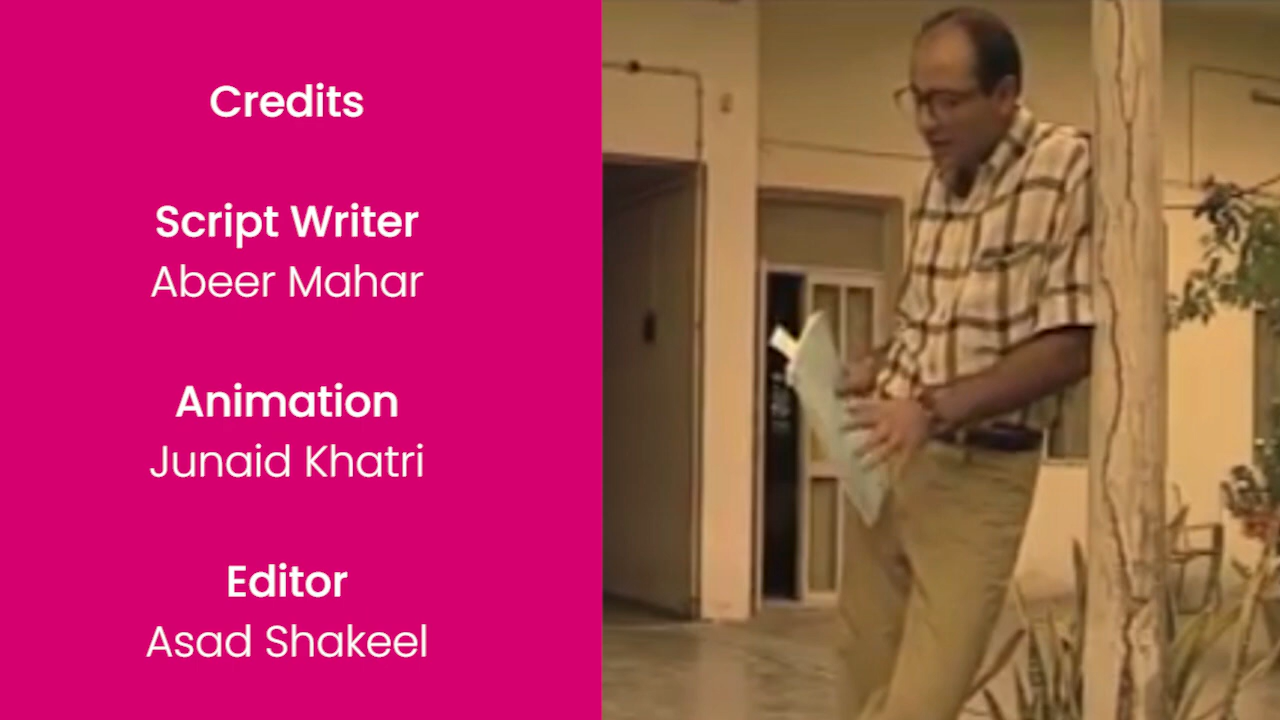 Credits
Script Writer
Abeer Mahar
Animation
Junaid Khatri
Editor
Asad Shakeel